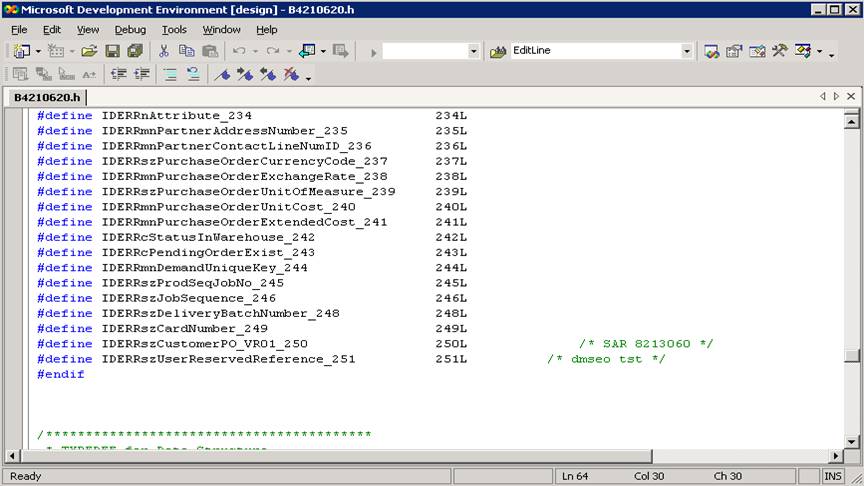 Microsoft Development Environment [design] - B4210620.h
File Edit View Debug Tools Window Help
EditLine
B4210620.h
#define IDERRnAttribute_234 234L
#define IDERRmnPartnerAddressNumber_235 235L
#define IDERRmnPartnerContactLineNumID_236 236L
#define IDERRszPurchaseOrderCurrencyCode_237 237L
#define IDERRmnPurchaseOrderExchangeRate_238 238L
#define IDERRszPurchaseOrderUnitOfMeasure_239 239L
#define IDERRmnPurchaseOrderUnitCost_240 240L
#define IDERRmnPurchaseOrderExtendedCost_241 241L
#define IDERRcStatusInWarehouse_242 242L
#define IDERRcPendingOrderExist_243 243L
#define IDERRmnDemandUniqueKey_244 244L
#define IDERRszProdSeqJobNo_245 245L
#define IDERRszJobSequence_246 246L
#define IDERRszDeliveryBatchNumber_248 248L
#define IDERRszCardNumber_249 249L
#define IDERRszCustomerPO_VR01_250 250L /* SAR 8213060 */
#define IDERRszUserReservedReference_251 251L /* dmseo tst */
#endif
/*****************************************
Ready Ln 64 Col 30 Ch 30 INS